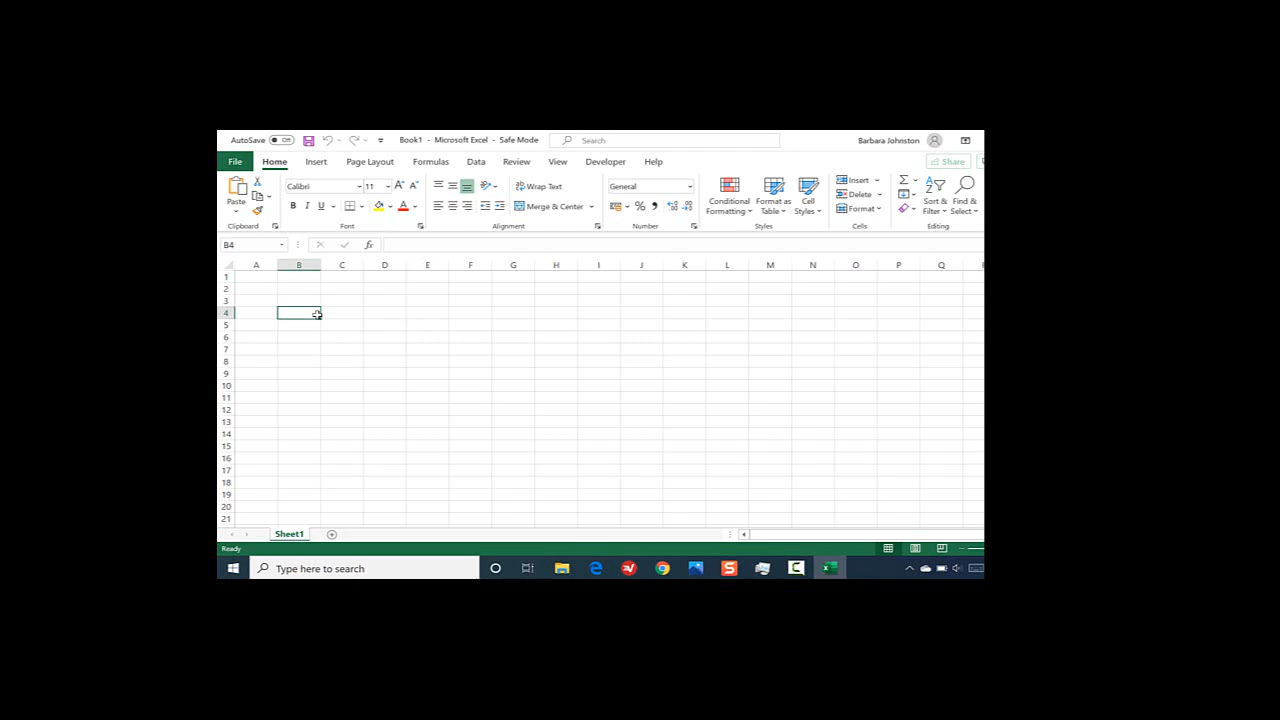 AutoSave Off Book1 - Microsoft Excel - Safe Mode Search Barbara Johnston
File Home Insert Page Layout Formulas Data Review View Developer Help Share
Paste Calibri 11 A A Wrap Text General Conditional Formatting Format as Table Cell Styles Insert Sort & Filter Find & Select
B I U A Merge & Center % , Delete
Format
Clipboard Font Alignment Number Styles Cells Editing
B4 fx
A B C D E F G H I J K L M N O P Q
1
2
3
4
5
6
7
8
9
10
11
12
13
14
15
16
17
18
19
20
21
Sheet1
Ready
Type here to search